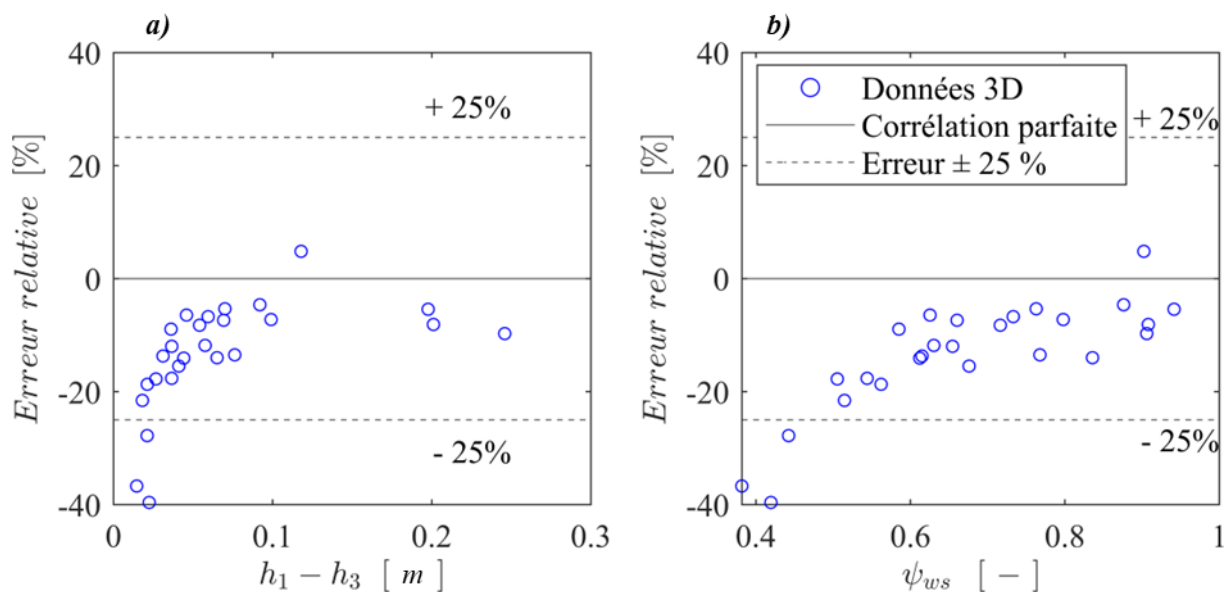 a)
40
20
0
-20
-40
Erreur relative [%]
+ 25%
- 25%
0
0.1
0.2
0.3
h₁ − h₃ [ m ]
b)
40
20
0
-20
-40
Erreur relative [%]
Données 3D
Corrélation parfaite
Erreur ± 25 %
+ 25%
- 25%
0.4
0.6
0.8
1
ψws [ − ]